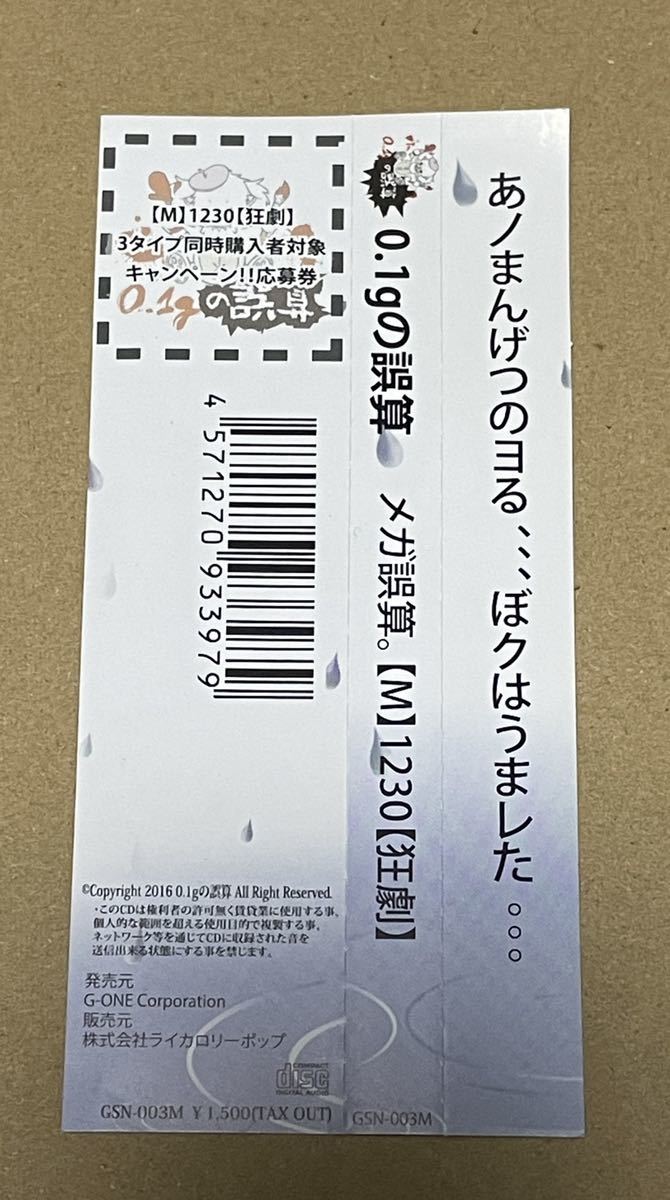 あノまんげつのヨる、、、ぼクはうまレた。。。
0.1gの誤算　メガ誤算。【M】1230【狂劇】
GSN-003M
【M】1230【狂劇】
3タイプ同時購入者対象
キャンペーン!!応募券
4 571270 933979
©Copyright 2016 0.1gの誤算 All Right Reserved.
・このCDは権利者の許可無く賃貸業に使用する事、
個人的な範囲を超える使用目的で複製する事、
ネットワーク等を通じてCDに収録された音を
送信出来る状態にする事を禁じます。
発売元
G-ONE Corporation
販売元
株式会社ライカロリーポップ
COMPACT
disc
DIGITAL AUDIO
GSN-003M ￥1,500(TAX OUT)